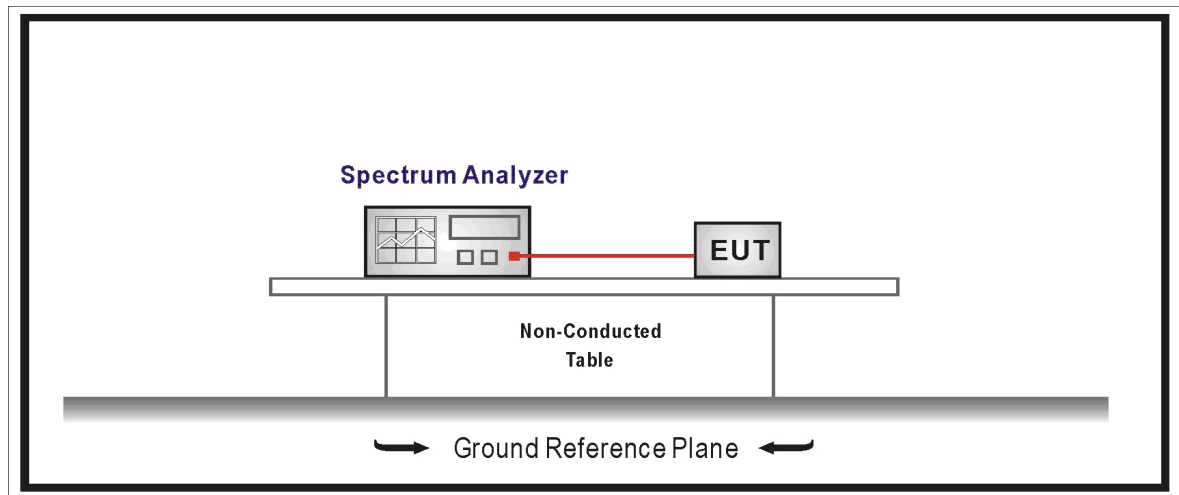 Spectrum Analyzer
EUT
Non-Conducted
Table
Ground Reference Plane